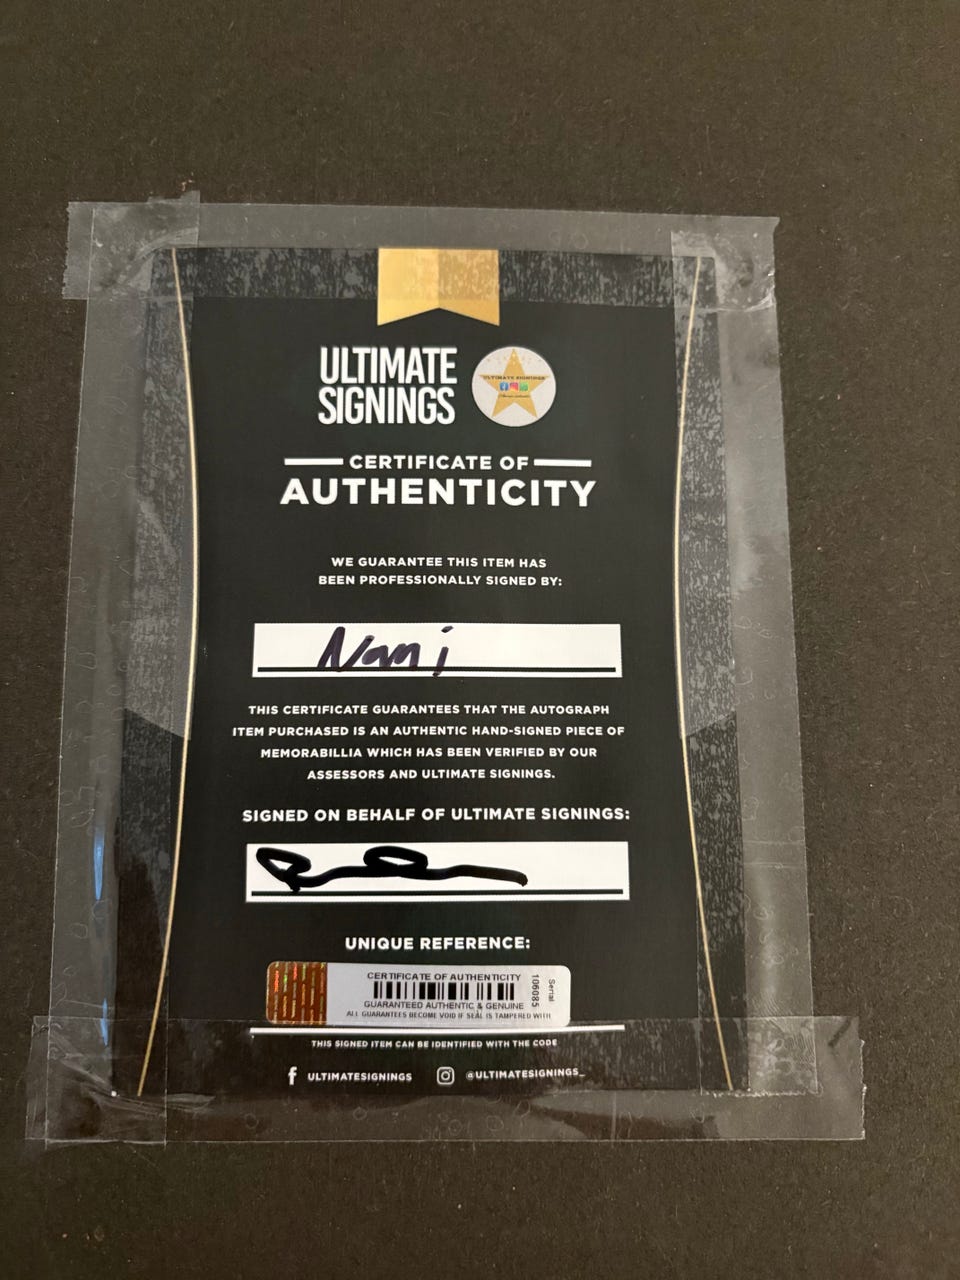 ULTIMATE
SIGNINGS
ULTIMATE SIGNINGS
CERTIFICATE OF
AUTHENTICITY
WE GUARANTEE THIS ITEM HAS
BEEN PROFESSIONALLY SIGNED BY:
Nani
THIS CERTIFICATE GUARANTEES THAT THE AUTOGRAPH
ITEM PURCHASED IS AN AUTHENTIC HAND-SIGNED PIECE OF
MEMORABILLIA WHICH HAS BEEN VERIFIED BY OUR
ASSESSORS AND ULTIMATE SIGNINGS.
SIGNED ON BEHALF OF ULTIMATE SIGNINGS:
UNIQUE REFERENCE:
CERTIFICATE OF AUTHENTICITY
GUARANTEED AUTHENTIC & GENUINE
ALL GUARANTEES BECOME VOID IF SEAL IS TAMPERED WITH
Serial
106085
THIS SIGNED ITEM CAN BE IDENTIFIED WITH THE CODE
ULTIMATESIGNINGS
@ULTIMATESIGNINGS_